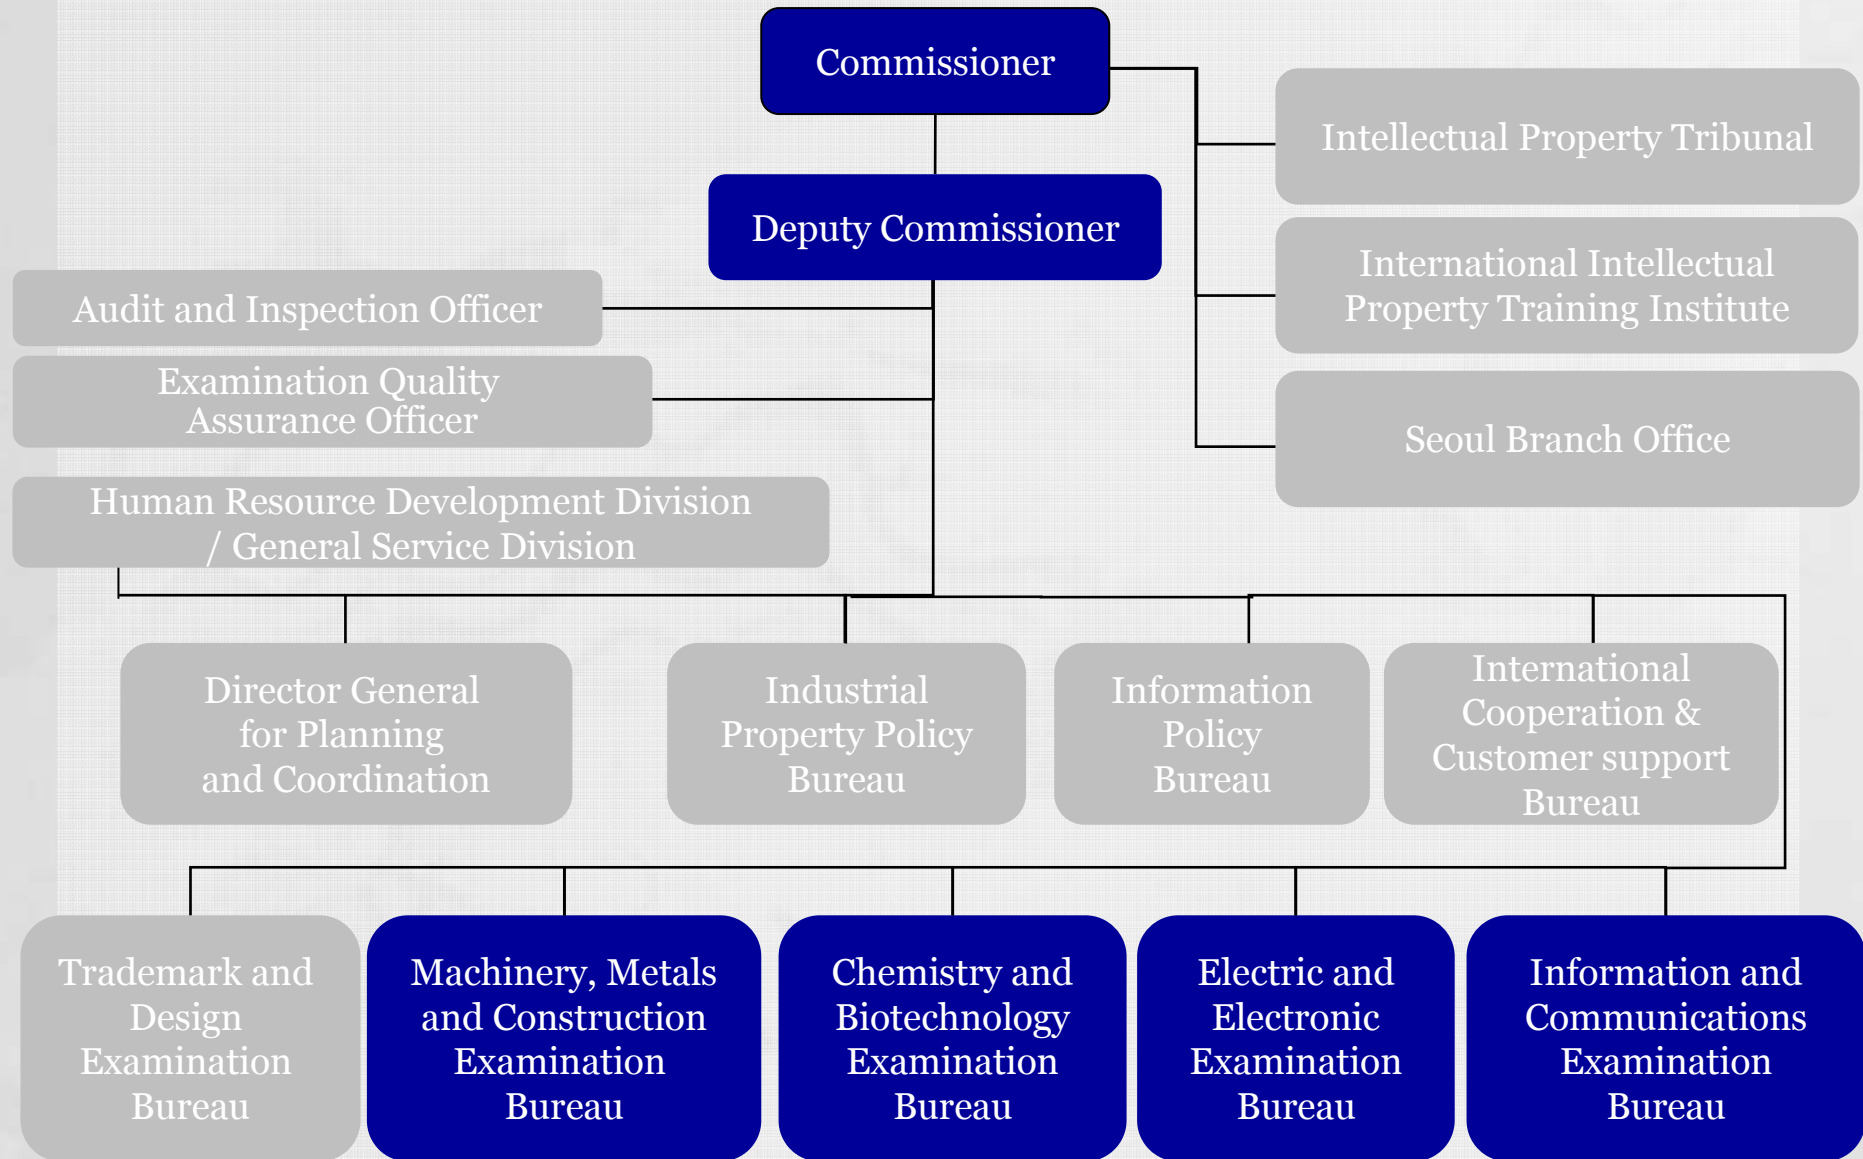 Commissioner
Intellectual Property Tribunal
Deputy Commissioner
International Intellectual
Property Training Institute
Audit and Inspection Officer
Examination Quality
Assurance Officer
Seoul Branch Office
Human Resource Development Division
/ General Service Division
Director General
for Planning
and Coordination
Industrial
Property Policy
Bureau
Information
Policy
Bureau
International
Cooperation &
Customer support
Bureau
Trademark and
Design
Examination
Bureau
Machinery, Metals
and Construction
Examination
Bureau
Chemistry and
Biotechnology
Examination
Bureau
Electric and
Electronic
Examination
Bureau
Information and
Communications
Examination
Bureau